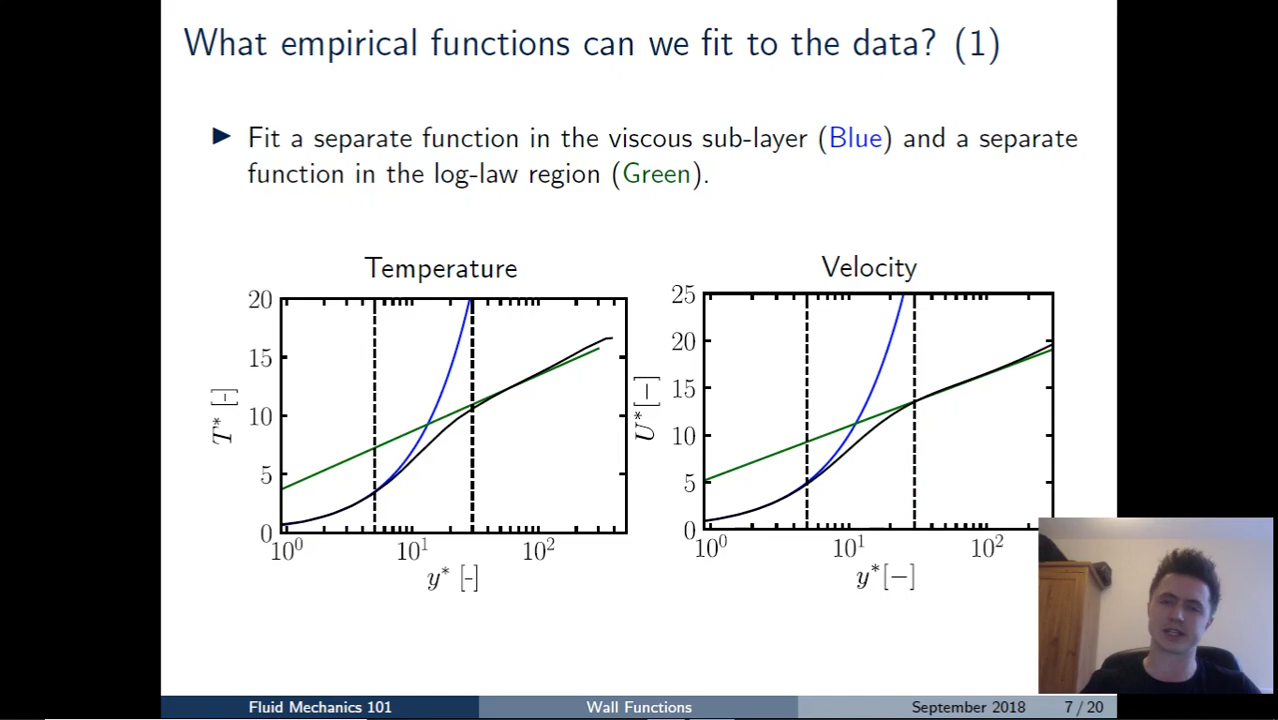 What empirical functions can we fit to the data? (1)
▶ Fit a separate function in the viscous sub-layer (Blue) and a separate
function in the log-law region (Green).
Temperature
20
15
10
5
0
T* [-]
10⁰ 10¹ 10²
y* [-]
Velocity
25
20
15
10
5
0
U*[−]
10⁰ 10¹ 10²
y*[−]
Fluid Mechanics 101 Wall Functions September 2018 7 / 20